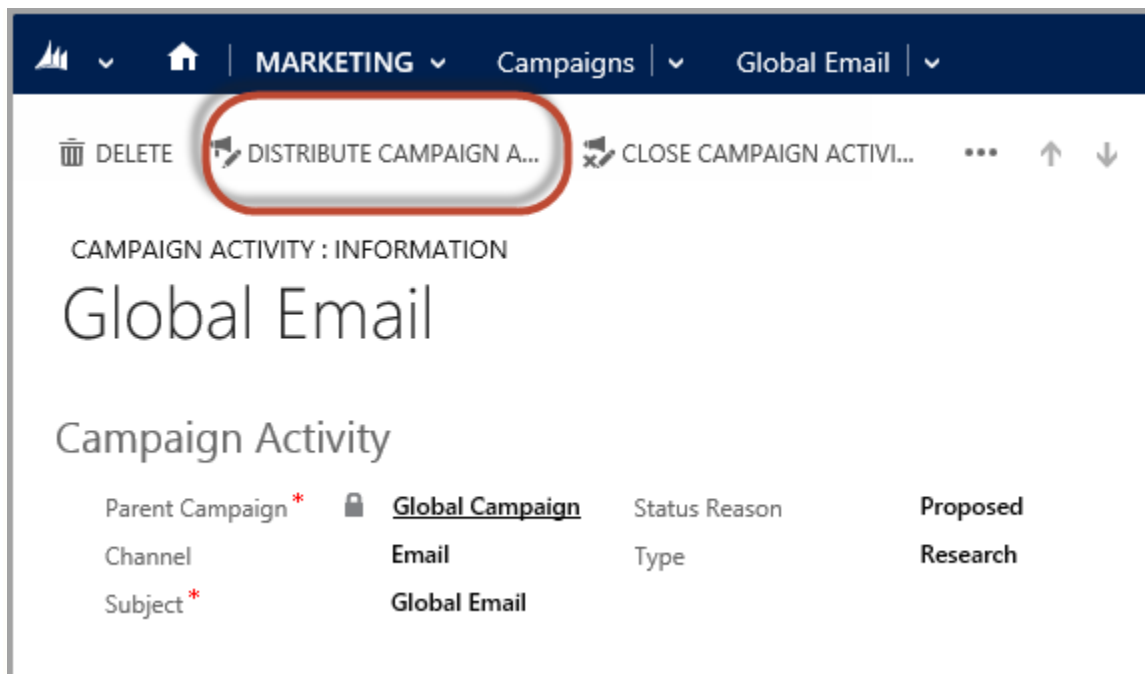 MARKETING Campaigns Global Email
DELETE DISTRIBUTE CAMPAIGN A... CLOSE CAMPAIGN ACTIVI... •••
CAMPAIGN ACTIVITY : INFORMATION
Global Email
Campaign Activity
Parent Campaign* Global Campaign Status Reason Proposed
Channel Email Type Research
Subject* Global Email